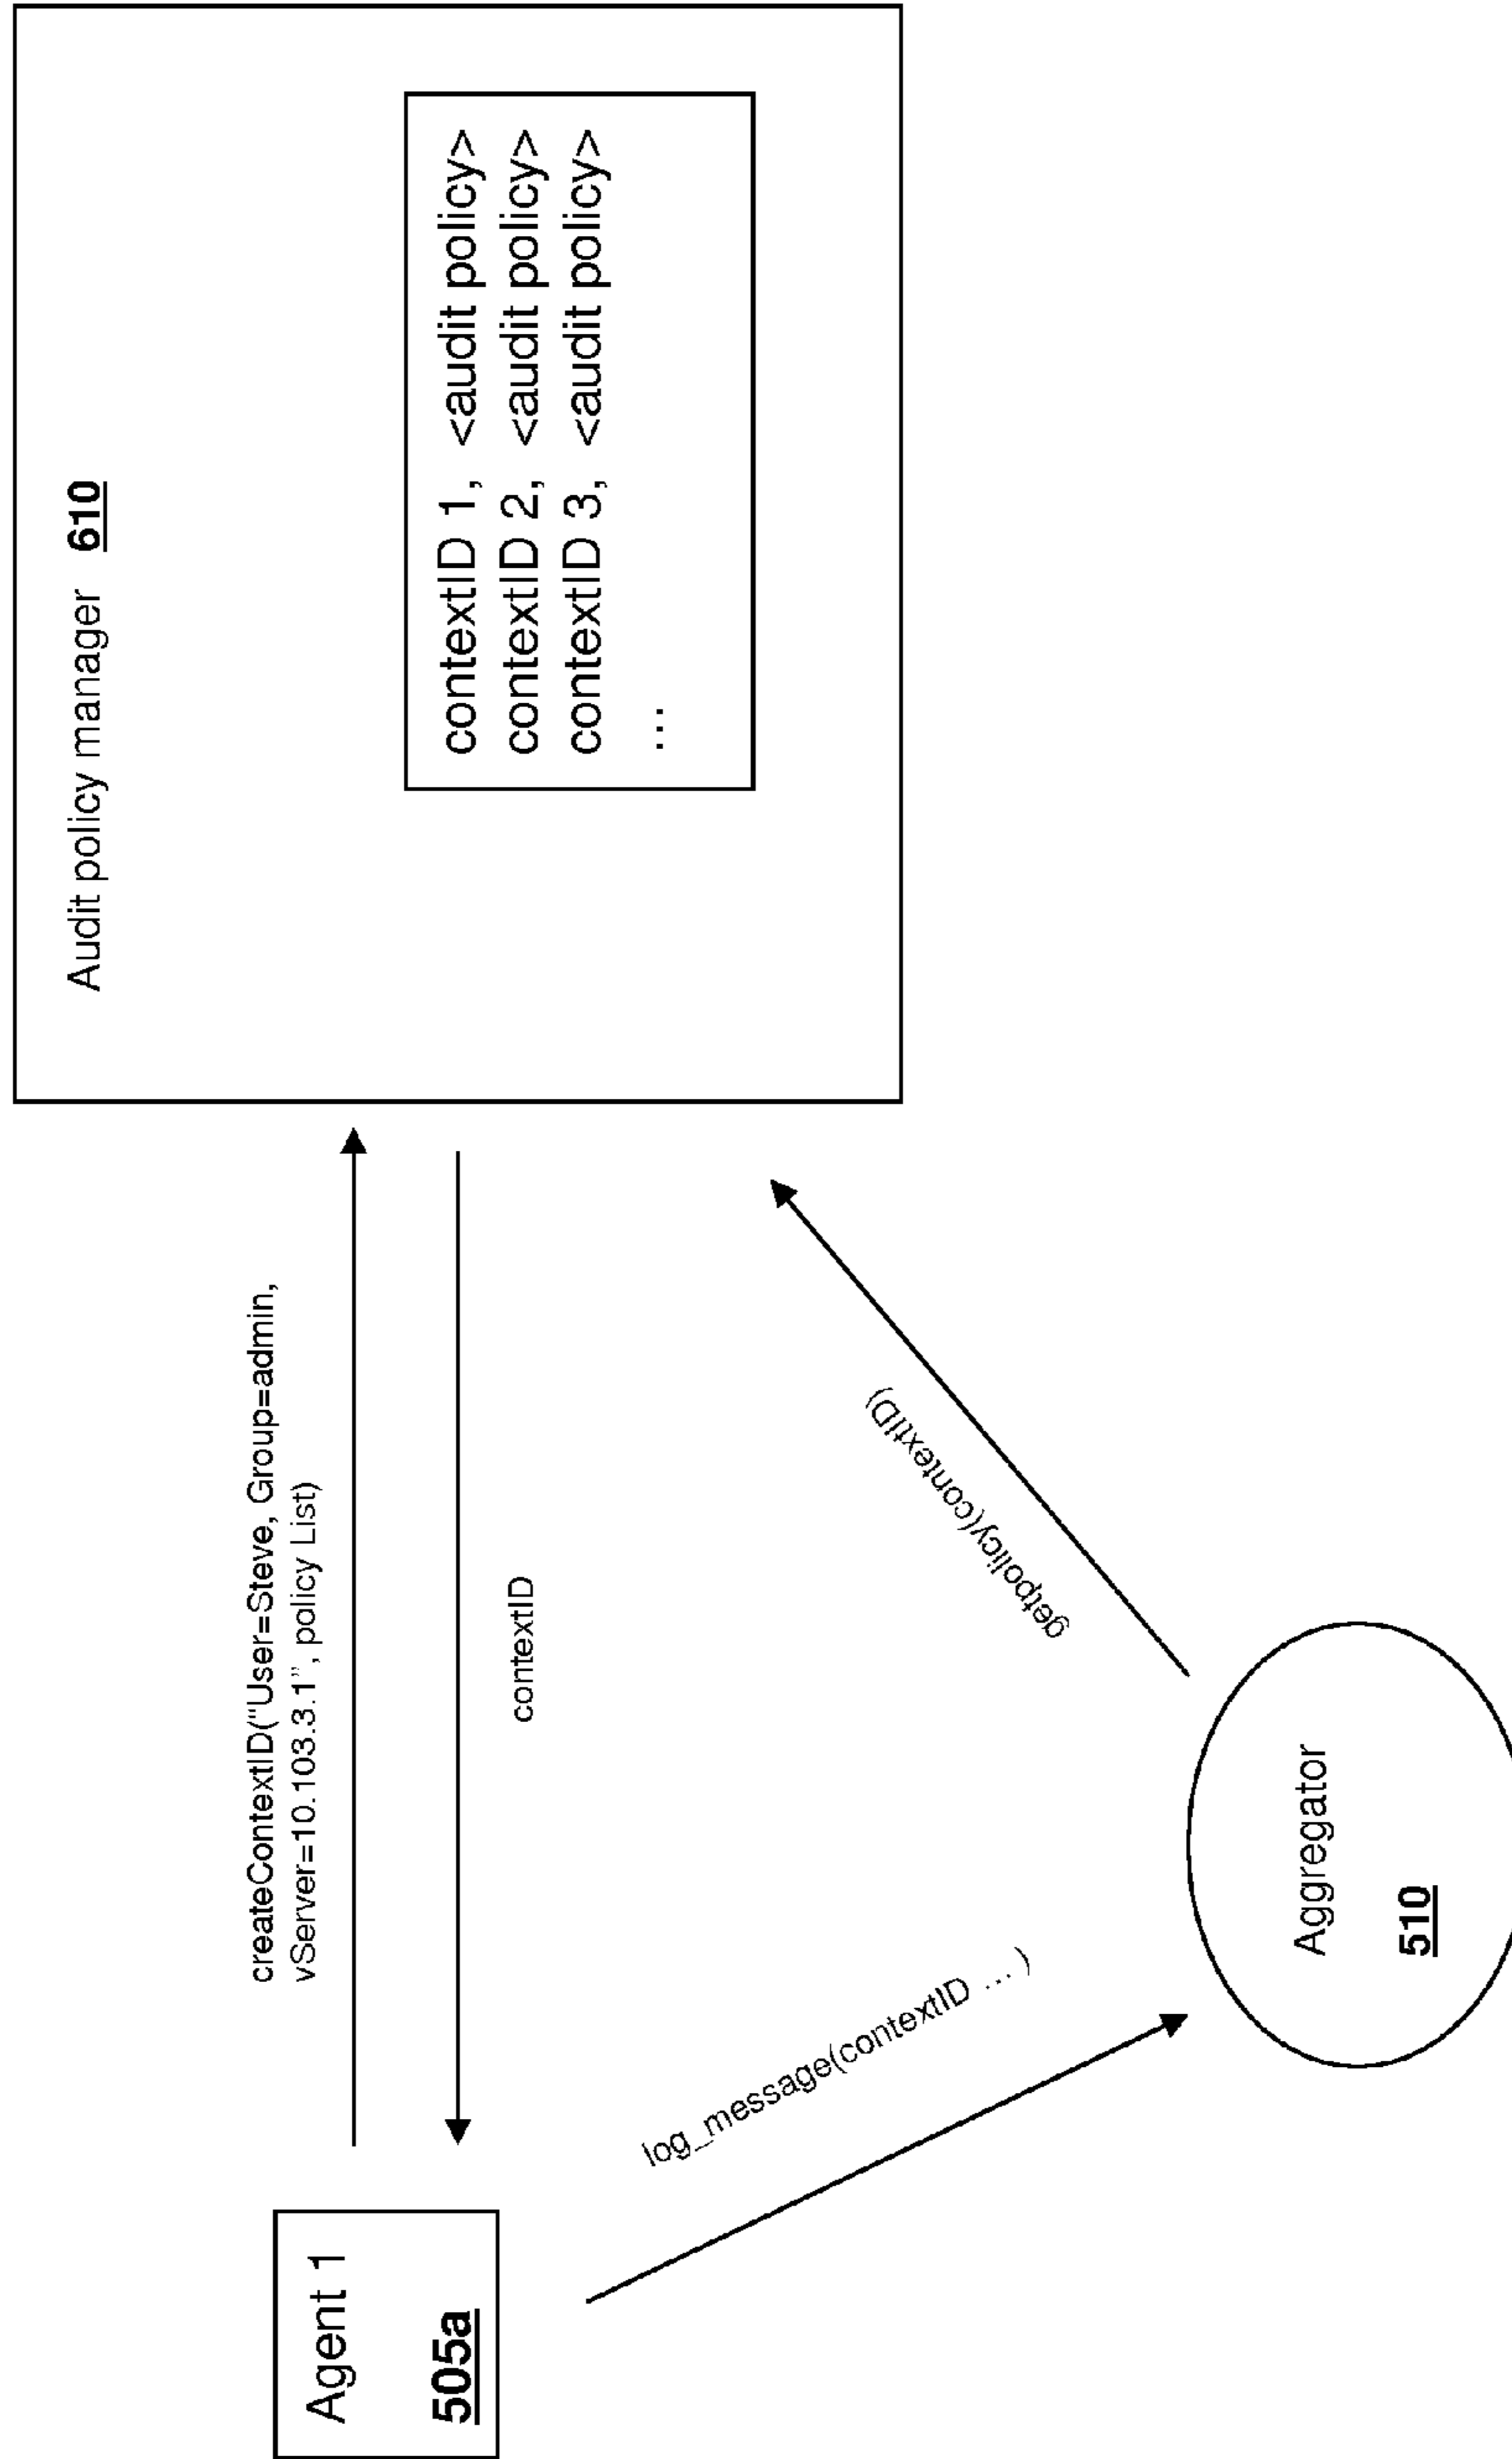 Audit policy manager 610
contextID 1, <audit policy>
contextID 2, <audit policy>
contextID 3, <audit policy>
...
createContextID("User=Steve, Group=admin,
vServer=10.103.3.1", policy List)
contextID
Agent 1
505a
log_message(contextID ... )
getpolicy(contextID)
Aggregator
510